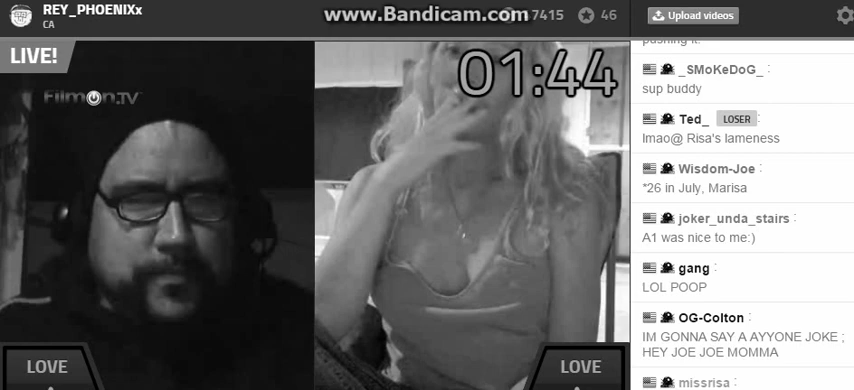 REY_PHOENIXx
CA
www.Bandicam.com
7415
46
Upload videos
LIVE!
FilmOn.TV
01:44
pushing it.
_SMoKeDoG_ :
sup buddy
Ted_ LOSER :
lmao@ Risa's lameness
Wisdom-Joe :
*26 in July, Marisa
joker_unda_stairs :
A1 was nice to me:)
gang :
LOL POOP
OG-Colton :
IM GONNA SAY A AYYONE JOKE ;
HEY JOE JOE MOMMA
missrisa :
LOVE
LOVE